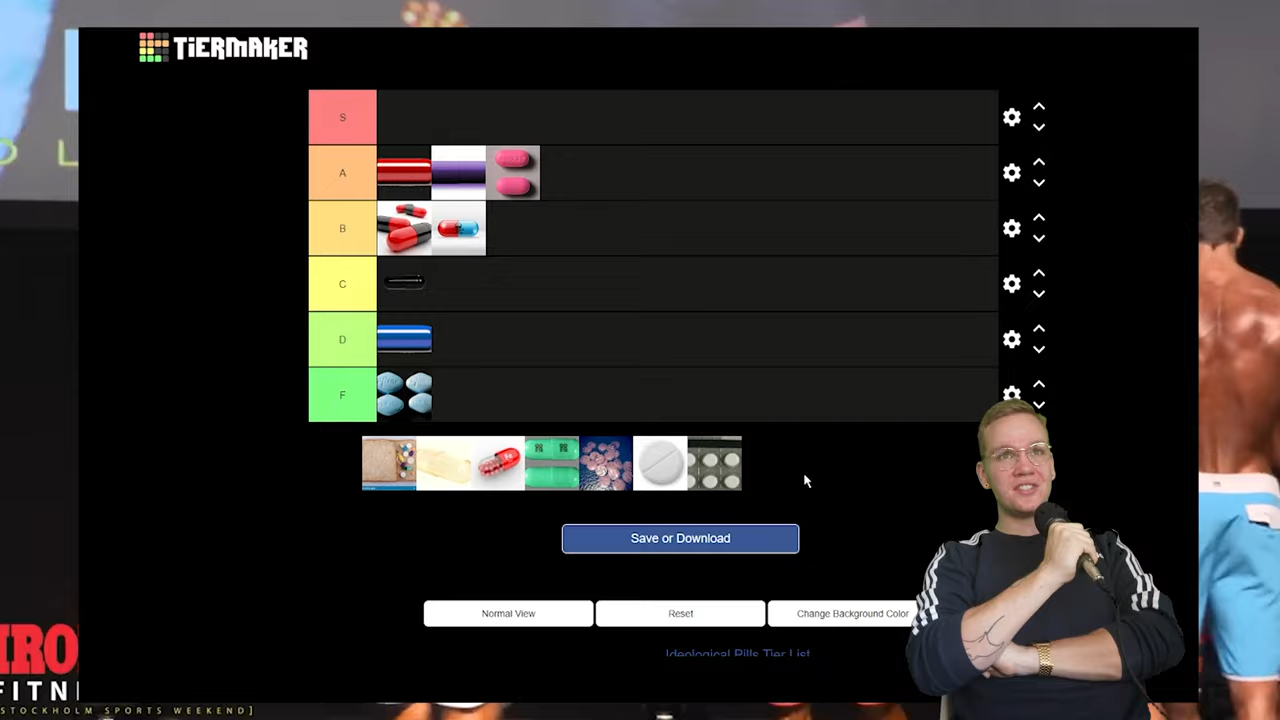 TiERMAKER
S
A
B
C
D
F
Save or Download
Normal View
Reset
Change Background Color
Ideological Pills Tier List
IRO
FITN
STOCKHOLM SPORTS WEEKEND]